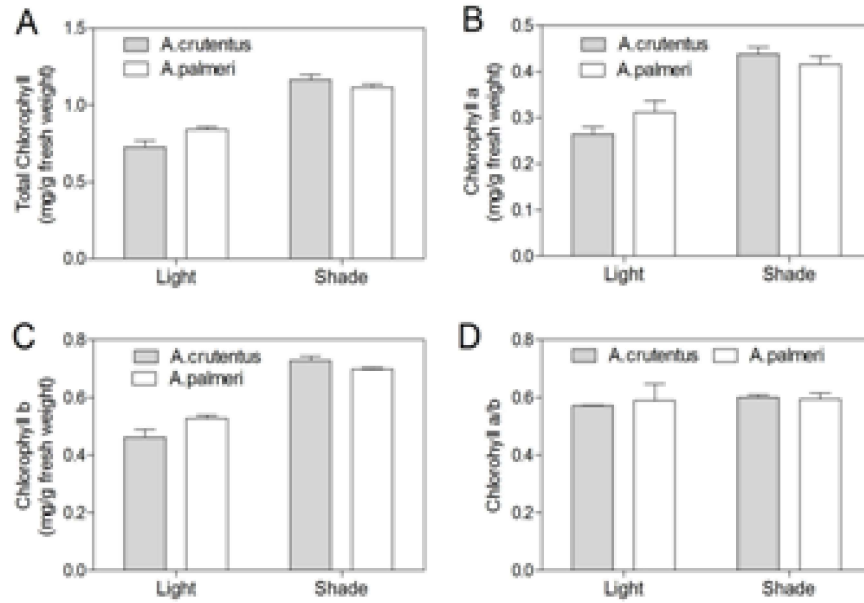 A
Total Chlorophyll
(mg/g fresh weight)
1.5
1.0
0.5
0.0
A.crutentus
A.palmeri
Light
Shade
B
Chlorophyll a
(mg/g fresh weight)
0.5
0.4
0.3
0.2
0.1
0.0
A.crutentus
A.palmeri
Light
Shade
C
Chlorophyll b
(mg/g fresh weight)
0.8
0.6
0.4
0.2
0.0
A.crutentus
A.palmeri
Light
Shade
D
Chlorohyll a/b
0.8
0.6
0.4
0.2
0.0
A.crutentus A.palmeri
Light
Shade